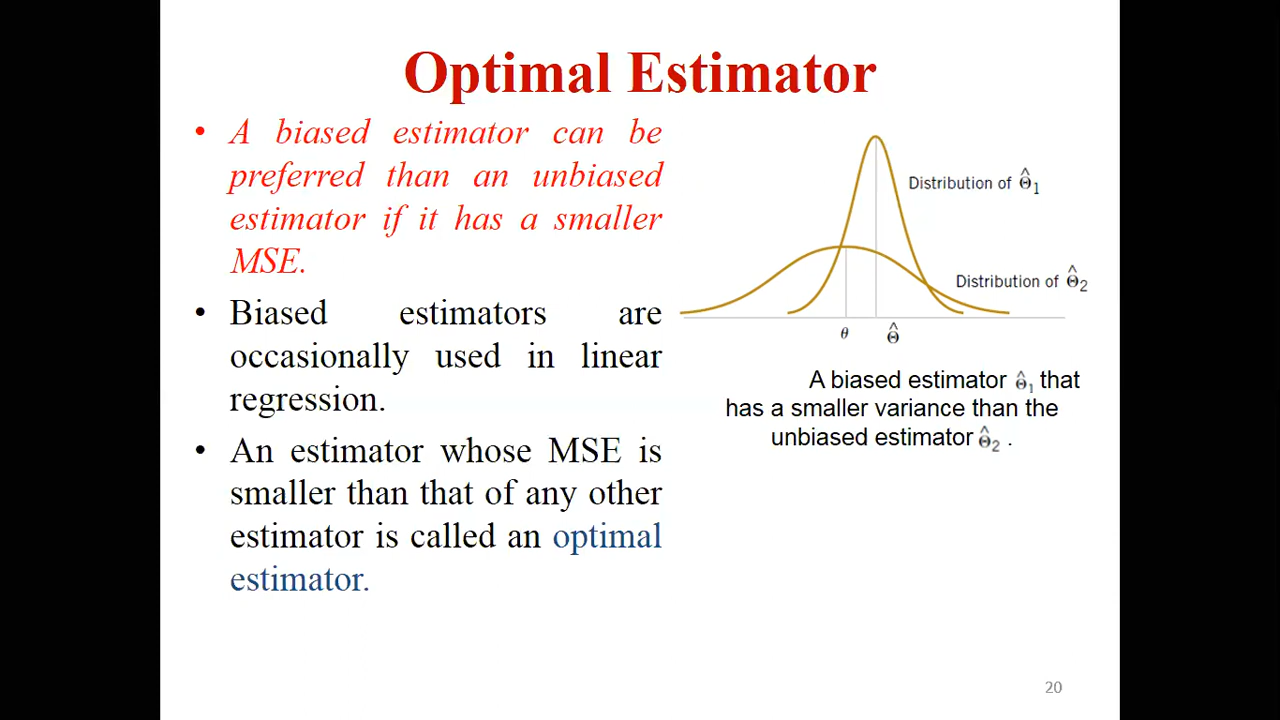 Optimal Estimator
• A biased estimator can be
preferred than an unbiased
estimator if it has a smaller
MSE.
• Biased estimators are
occasionally used in linear
regression.
• An estimator whose MSE is
smaller than that of any other
estimator is called an optimal
estimator.
Distribution of Θ̂₁
Distribution of Θ̂₂
θ Θ̂
A biased estimator Θ̂₁ that
has a smaller variance than the
unbiased estimator Θ̂₂ .
20